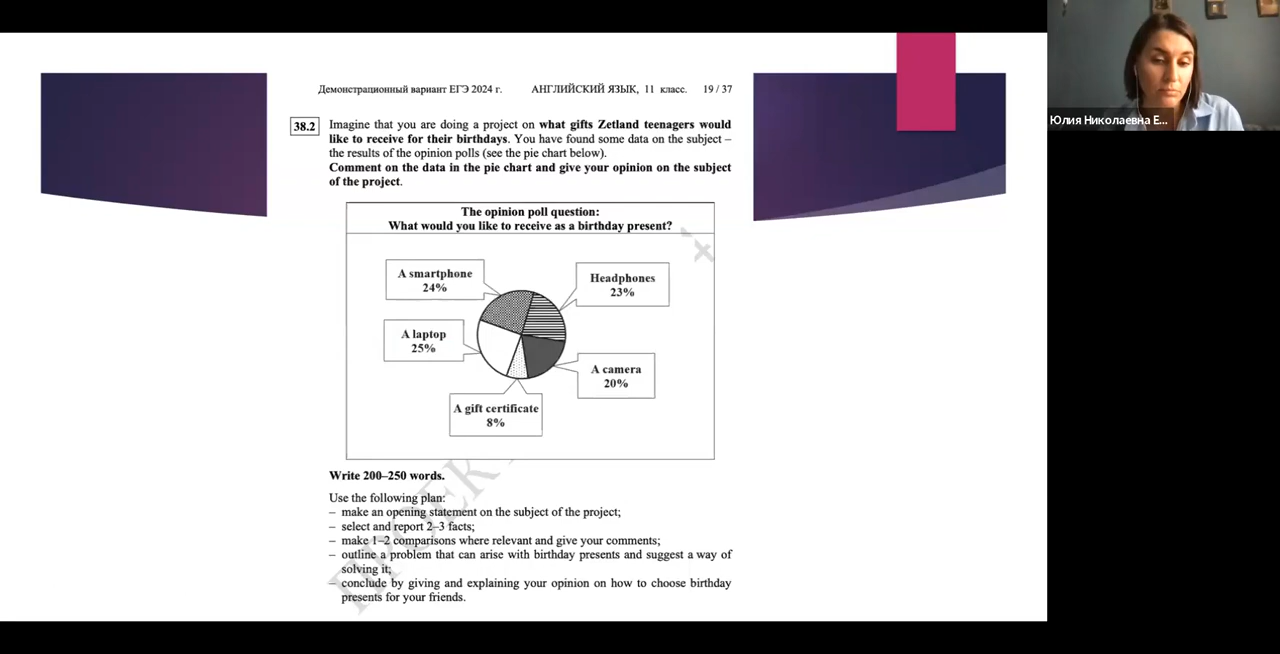 Демонстрационный вариант ЕГЭ 2024 г. АНГЛИЙСКИЙ ЯЗЫК, 11 класс. 19 / 37
38.2 Imagine that you are doing a project on what gifts Zetland teenagers would
like to receive for their birthdays. You have found some data on the subject –
the results of the opinion polls (see the pie chart below).
Comment on the data in the pie chart and give your opinion on the subject
of the project.
The opinion poll question:
What would you like to receive as a birthday present?
A smartphone
24%
Headphones
23%
A laptop
25%
A camera
20%
A gift certificate
8%
Write 200–250 words.
Use the following plan:
– make an opening statement on the subject of the project;
– select and report 2–3 facts;
– make 1–2 comparisons where relevant and give your comments;
– outline a problem that can arise with birthday presents and suggest a way of
solving it;
– conclude by giving and explaining your opinion on how to choose birthday
presents for your friends.
ПРОЕКТ
Юлия Николаевна Е...